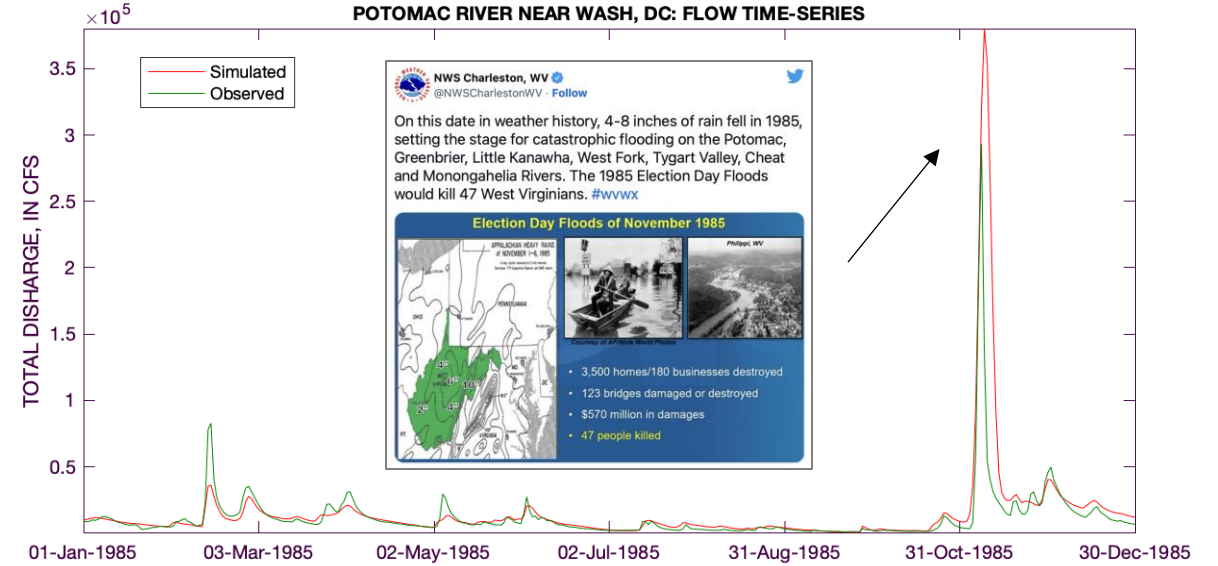 POTOMAC RIVER NEAR WASH, DC: FLOW TIME-SERIES
×10⁵
3.5
3
2.5
2
1.5
1
0.5
TOTAL DISHARGE, IN CFS
Simulated
Observed
NWS Charleston, WV
@NWSCharlestonWV · Follow
On this date in weather history, 4-8 inches of rain fell in 1985,
setting the stage for catastrophic flooding on the Potomac,
Greenbrier, Little Kanawha, West Fork, Tygart Valley, Cheat
and Monongahelia Rivers. The 1985 Election Day Floods
would kill 47 West Virginians. #wvwx
Election Day Floods of November 1985
APPALACHIAN HEAVY RAINS
of NOVEMBER 1-6, 1985
PENNSYLVANIA
OHIO
VIRGINIA
Philippi, WV
Courtesy of AP/Wide World Photos
• 3,500 homes/180 businesses destroyed
• 123 bridges damaged or destroyed
• $570 million in damages
• 47 people killed
01-Jan-1985
03-Mar-1985
02-May-1985
02-Jul-1985
31-Aug-1985
31-Oct-1985
30-Dec-1985